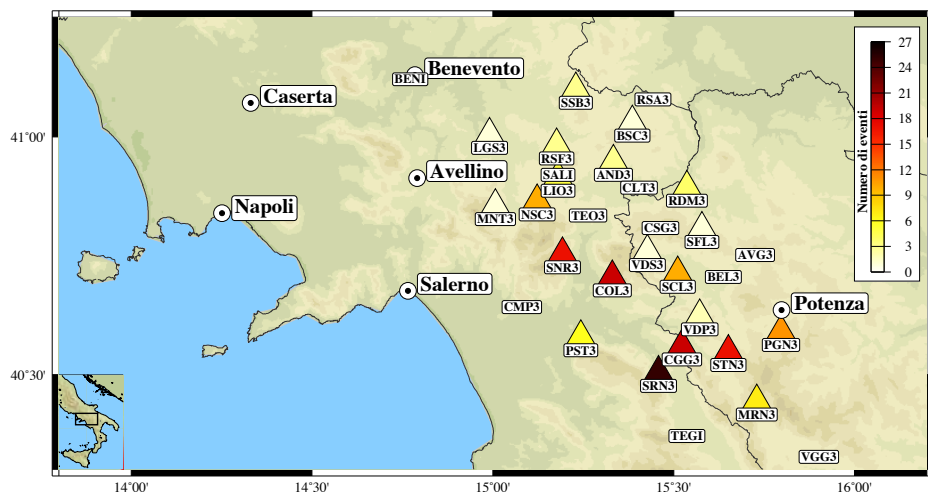 Benevento
BENI
Caserta
SSB3
RSA3
BSC3
LGS3
RSF3
SALI
LIO3
AND3
CLT3
Avellino
RDM3
MNT3
NSC3
TEO3
Napoli
CSG3
SFL3
AVG3
SNR3
VDS3
COL3
SCL3
BEL3
Salerno
CMP3
Potenza
VDP3
PST3
CGG3
STN3
PGN3
SRN3
MRN3
TEGI
VGG3
41°00'
40°30'
14°00'
14°30'
15°00'
15°30'
16°00'
Numero di eventi
27
24
21
18
15
12
9
6
3
0